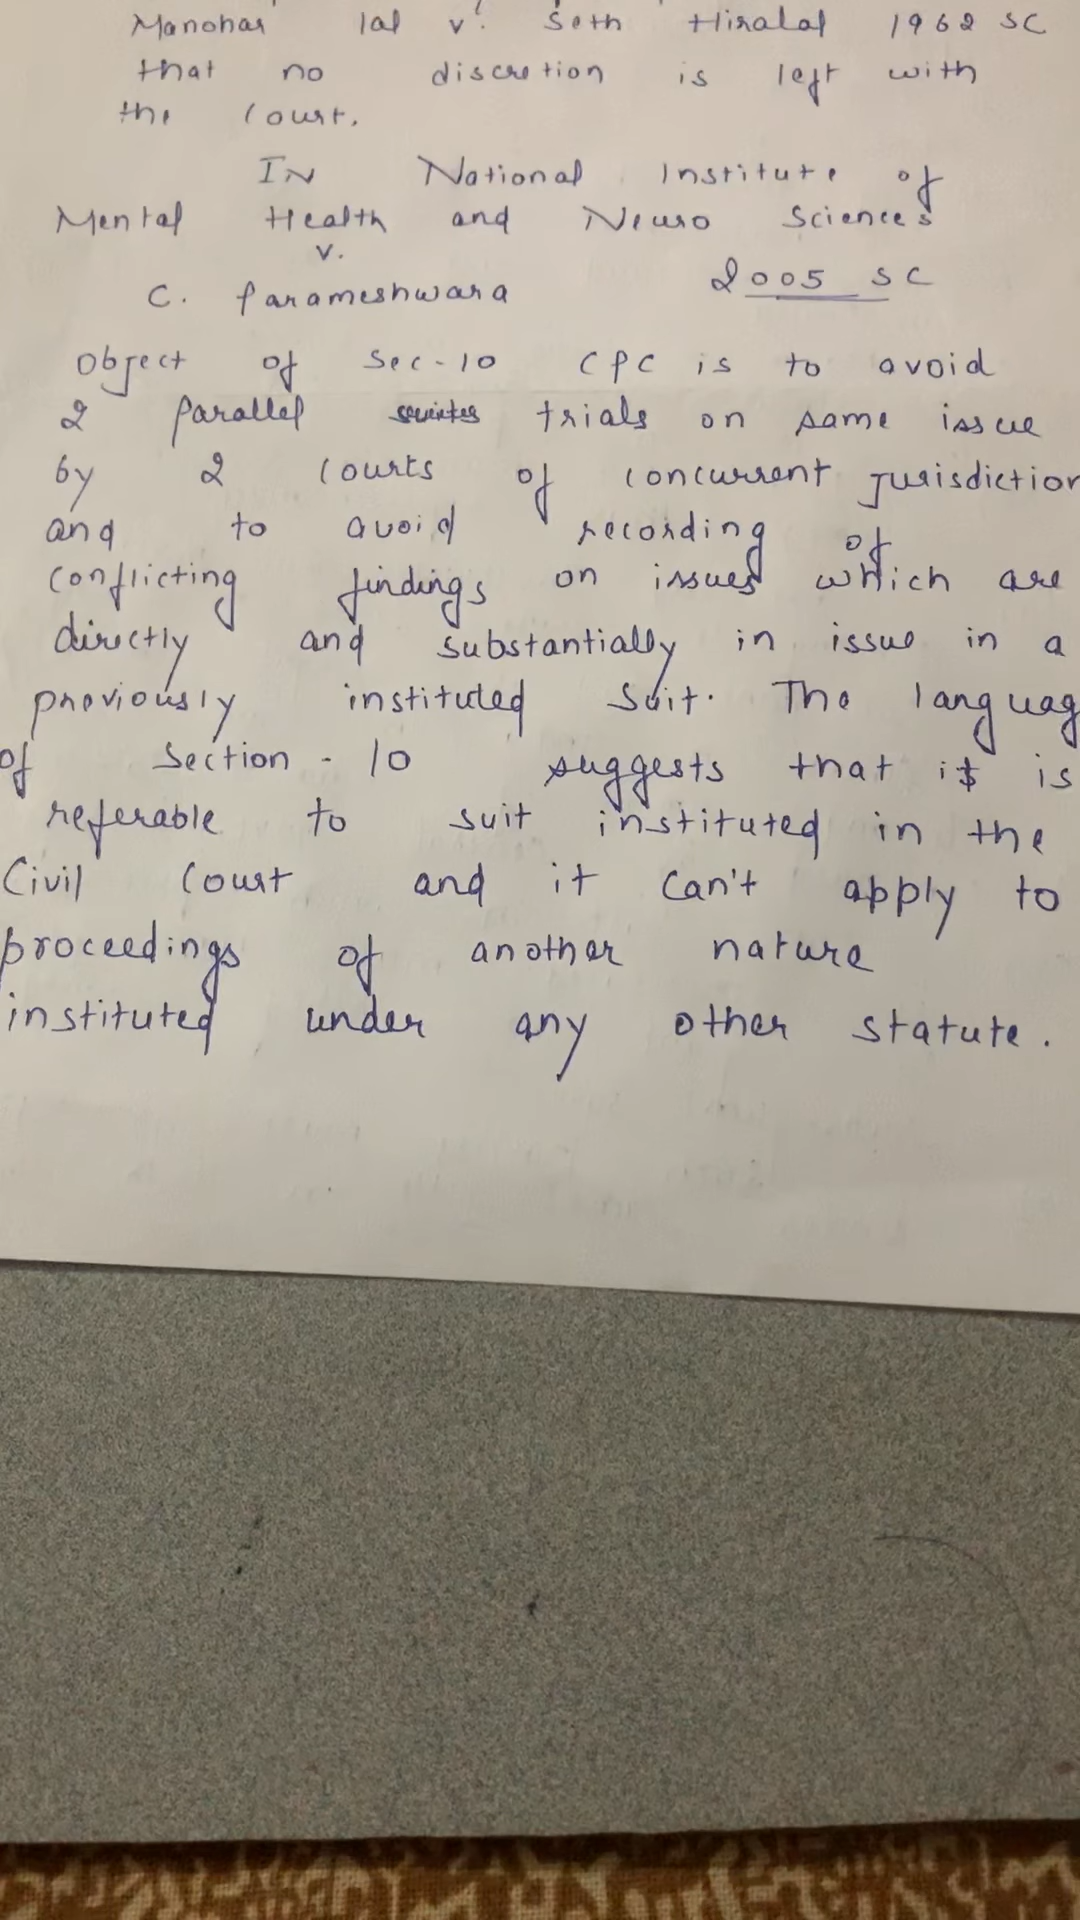 Manohar lal v. Seth Hiralal 1962 SC
that no discretion is left with
the Court.
IN National Institute of
Mental Health and Neuro Sciences
v.
C. Parameshwara 2005 SC
Object of Sec-10 CPC is to avoid
2 parallel trials on same issue
by 2 courts of concurrent jurisdiction
and to avoid recording of
conflicting findings on issues which are
directly and substantially in issue in a
previously instituted suit. The languag
of Section - 10 suggests that it is
referable to suit instituted in the
Civil Court and it can't apply to
proceedings of another nature
instituted under any other statute.